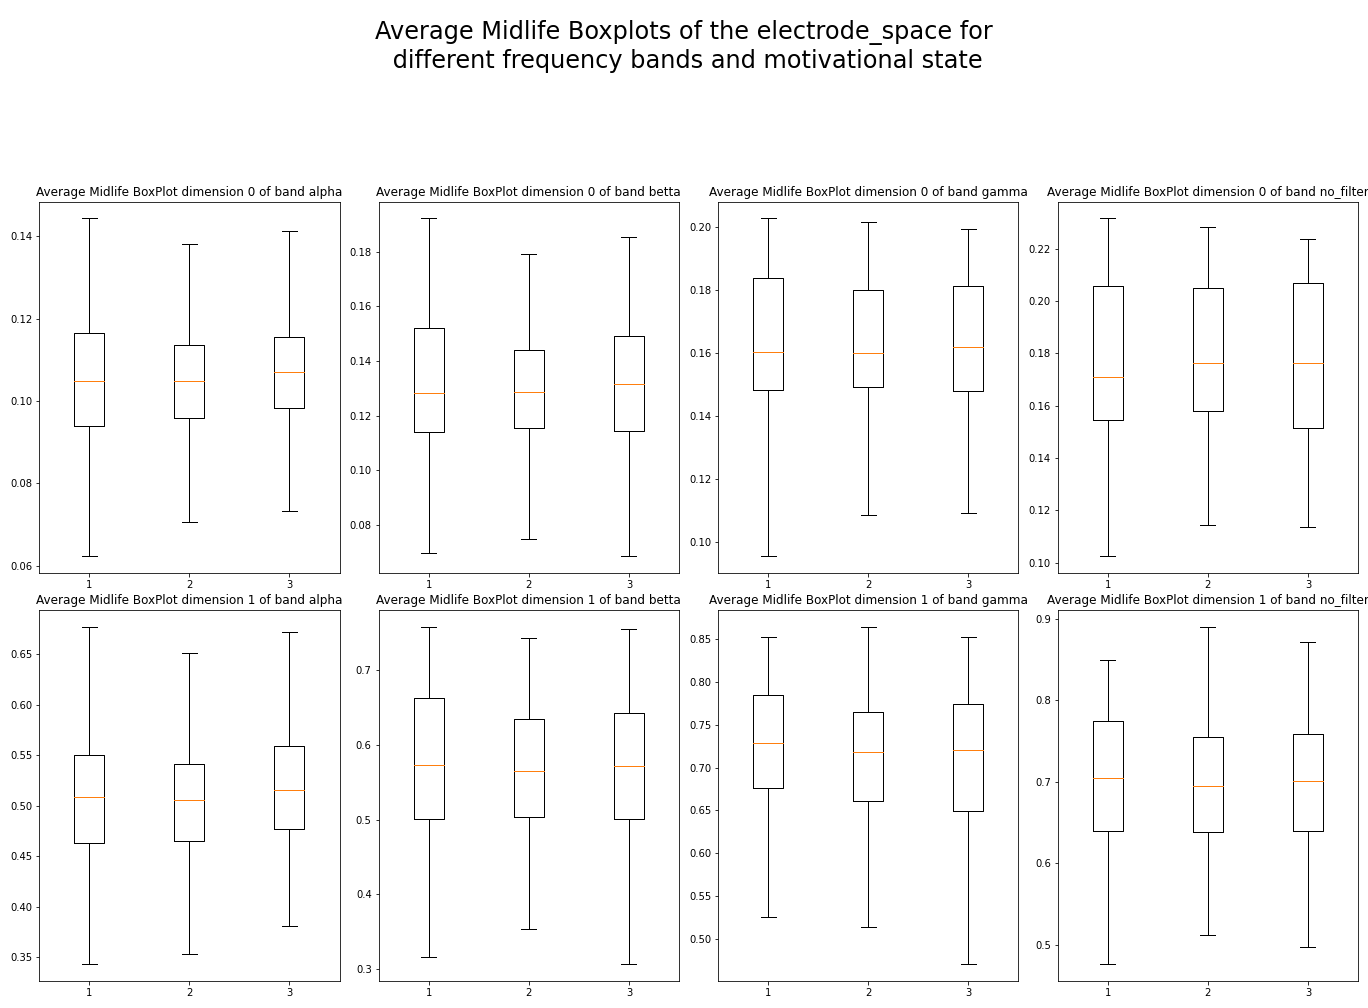 Average Midlife Boxplots of the electrode_space for
different frequency bands and motivational state
Average Midlife BoxPlot dimension 0 of band alpha
0.14
0.12
0.10
0.08
0.06
1 2 3
Average Midlife BoxPlot dimension 0 of band betta
0.18
0.16
0.14
0.12
0.10
0.08
1 2 3
Average Midlife BoxPlot dimension 0 of band gamma
0.20
0.18
0.16
0.14
0.12
0.10
1 2 3
Average Midlife BoxPlot dimension 0 of band no_filter
0.22
0.20
0.18
0.16
0.14
0.12
0.10
1 2 3
Average Midlife BoxPlot dimension 1 of band alpha
0.65
0.60
0.55
0.50
0.45
0.40
0.35
1 2 3
Average Midlife BoxPlot dimension 1 of band betta
0.7
0.6
0.5
0.4
0.3
1 2 3
Average Midlife BoxPlot dimension 1 of band gamma
0.85
0.80
0.75
0.70
0.65
0.60
0.55
0.50
1 2 3
Average Midlife BoxPlot dimension 1 of band no_filter
0.9
0.8
0.7
0.6
0.5
1 2 3